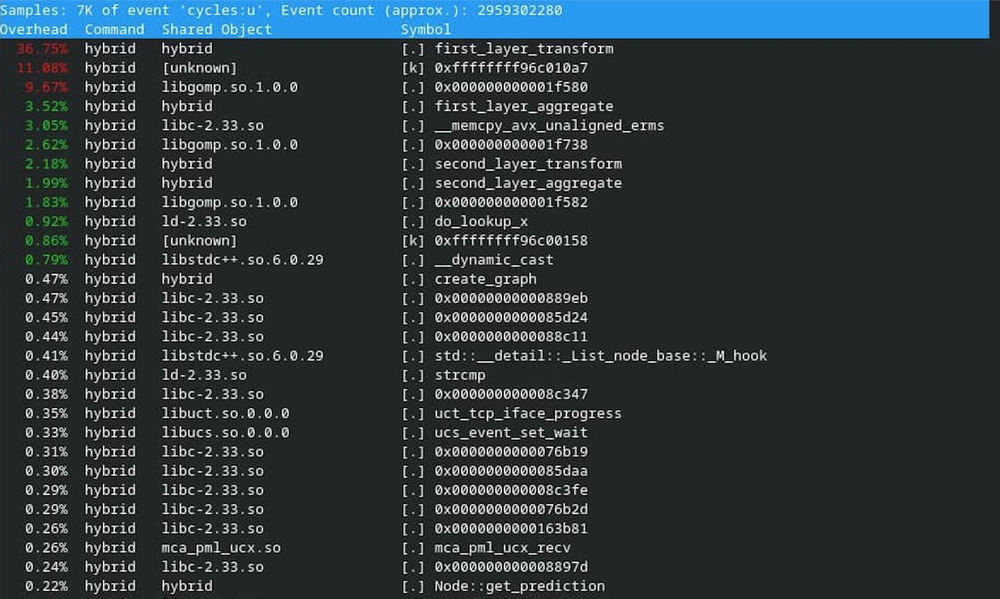 Samples: 7K of event 'cycles:u', Event count (approx.): 2959302280
Overhead  Command  Shared Object  Symbol
36.75%  hybrid  hybrid  [.] first_layer_transform
11.08%  hybrid  [unknown]  [k] 0xffffffff96c010a7
9.67%  hybrid  libgomp.so.1.0.0  [.] 0x000000000001f580
3.52%  hybrid  hybrid  [.] first_layer_aggregate
3.05%  hybrid  libc-2.33.so  [.] __memcpy_avx_unaligned_erms
2.62%  hybrid  libgomp.so.1.0.0  [.] 0x000000000001f738
2.18%  hybrid  hybrid  [.] second_layer_transform
1.99%  hybrid  hybrid  [.] second_layer_aggregate
1.83%  hybrid  libgomp.so.1.0.0  [.] 0x000000000001f582
0.92%  hybrid  ld-2.33.so  [.] do_lookup_x
0.86%  hybrid  [unknown]  [k] 0xffffffff96c00158
0.79%  hybrid  libstdc++.so.6.0.29  [.] __dynamic_cast
0.47%  hybrid  hybrid  [.] create_graph
0.47%  hybrid  libc-2.33.so  [.] 0x00000000000889eb
0.45%  hybrid  libc-2.33.so  [.] 0x0000000000085d24
0.44%  hybrid  libc-2.33.so  [.] 0x0000000000088c11
0.41%  hybrid  libstdc++.so.6.0.29  [.] std::__detail::_List_node_base::_M_hook
0.40%  hybrid  ld-2.33.so  [.] strcmp
0.38%  hybrid  libc-2.33.so  [.] 0x000000000008c347
0.35%  hybrid  libuct.so.0.0.0  [.] uct_tcp_iface_progress
0.33%  hybrid  libucs.so.0.0.0  [.] ucs_event_set_wait
0.31%  hybrid  libc-2.33.so  [.] 0x0000000000076b19
0.30%  hybrid  libc-2.33.so  [.] 0x0000000000085daa
0.29%  hybrid  libc-2.33.so  [.] 0x000000000008c3fe
0.29%  hybrid  libc-2.33.so  [.] 0x0000000000076b2d
0.26%  hybrid  libc-2.33.so  [.] 0x0000000000163b81
0.26%  hybrid  mca_pml_ucx.so  [.] mca_pml_ucx_recv
0.24%  hybrid  libc-2.33.so  [.] 0x000000000008897d
0.22%  hybrid  hybrid  [.] Node::get_prediction